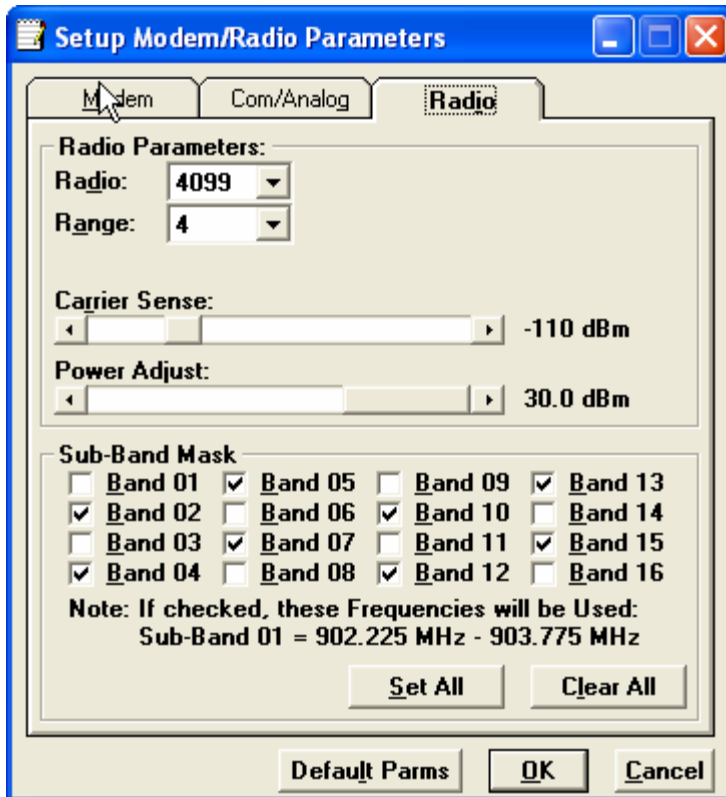 Setup Modem/Radio Parameters
Modem Com/Analog Radio
Radio Parameters:
Radio: 4099
Range: 4
Carrier Sense:
-110 dBm
Power Adjust:
30.0 dBm
Sub-Band Mask
Band 01 Band 05 Band 09 Band 13
Band 02 Band 06 Band 10 Band 14
Band 03 Band 07 Band 11 Band 15
Band 04 Band 08 Band 12 Band 16
Note: If checked, these Frequencies will be Used:
Sub-Band 01 = 902.225 MHz - 903.775 MHz
Set All Clear All
Default Parms OK Cancel